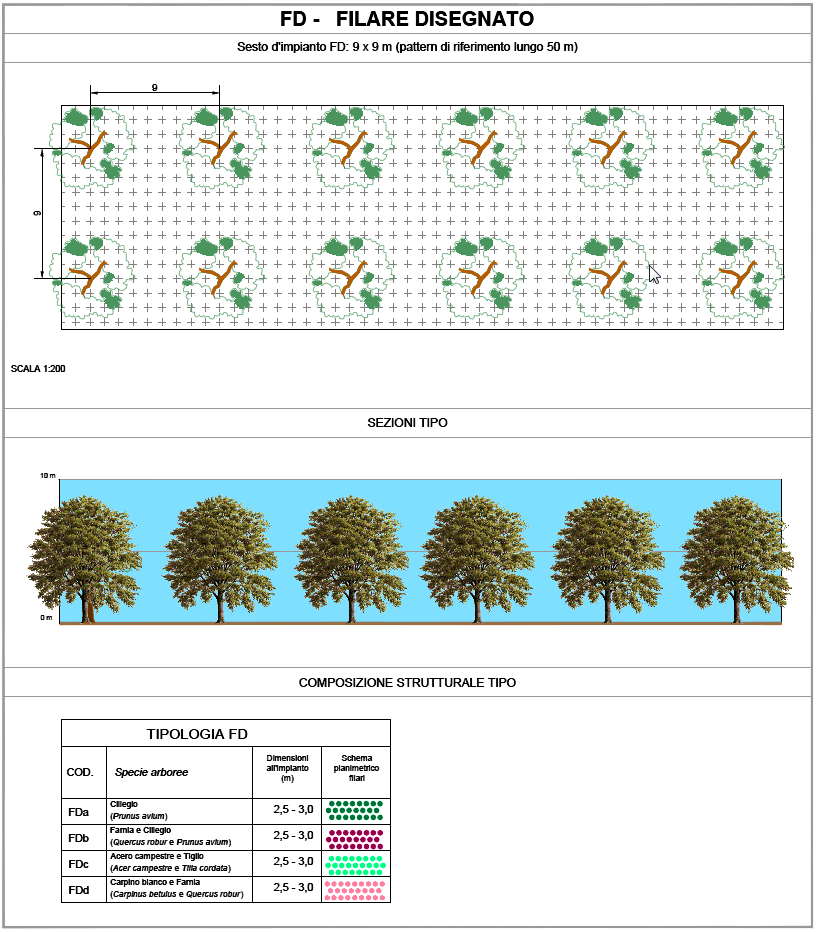 FD - FILARE DISEGNATO
Sesto d'impianto FD: 9 x 9 m (pattern di riferimento lungo 50 m)
9
9
SCALA 1:200
SEZIONI TIPO
10 m
0 m
COMPOSIZIONE STRUTTURALE TIPO
TIPOLOGIA FD
COD.
Specie arboree
Dimensioni
all'impianto
(m)
Schema
planimetrico
filari
FDa
Ciliegio
(Prunus avium)
2,5 - 3,0
FDb
Farnia e Ciliegio
(Quercus robur e Prunus avium)
2,5 - 3,0
FDc
Acero campestre e Tiglio
(Acer campestre e Tilia cordata)
2,5 - 3,0
FDd
Carpino bianco e Farnia
(Carpinus betulus e Quercus robur)
2,5 - 3,0